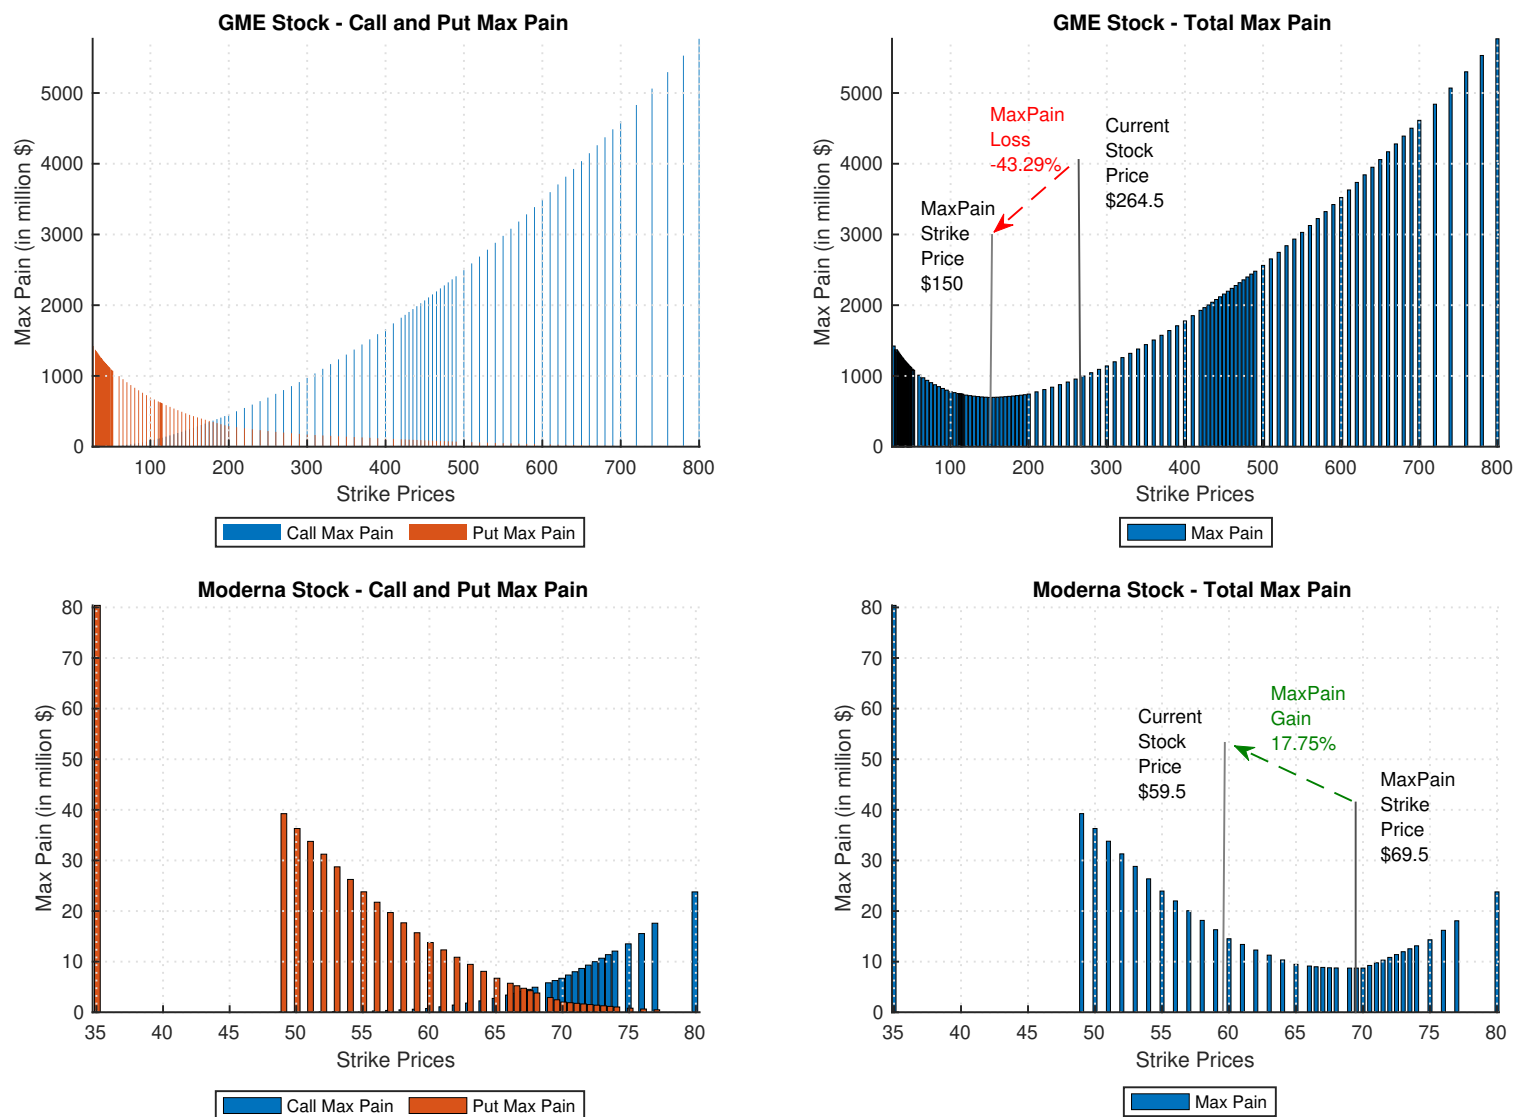 GME Stock - Call and Put Max Pain
Max Pain (in million $)
5000
4000
3000
2000
1000
0
100 200 300 400 500 600 700 800
Strike Prices
Call Max Pain Put Max Pain
GME Stock - Total Max Pain
Max Pain (in million $)
5000
4000
3000
2000
1000
0
MaxPain
Loss
-43.29%
Current
Stock
Price
$264.5
MaxPain
Strike
Price
$150
100 200 300 400 500 600 700 800
Strike Prices
Max Pain
Moderna Stock - Call and Put Max Pain
Max Pain (in million $)
80
70
60
50
40
30
20
10
0
35 40 45 50 55 60 65 70 75 80
Strike Prices
Call Max Pain Put Max Pain
Moderna Stock - Total Max Pain
Max Pain (in million $)
80
70
60
50
40
30
20
10
0
Current
Stock
Price
$59.5
MaxPain
Gain
17.75%
MaxPain
Strike
Price
$69.5
35 40 45 50 55 60 65 70 75 80
Strike Prices
Max Pain